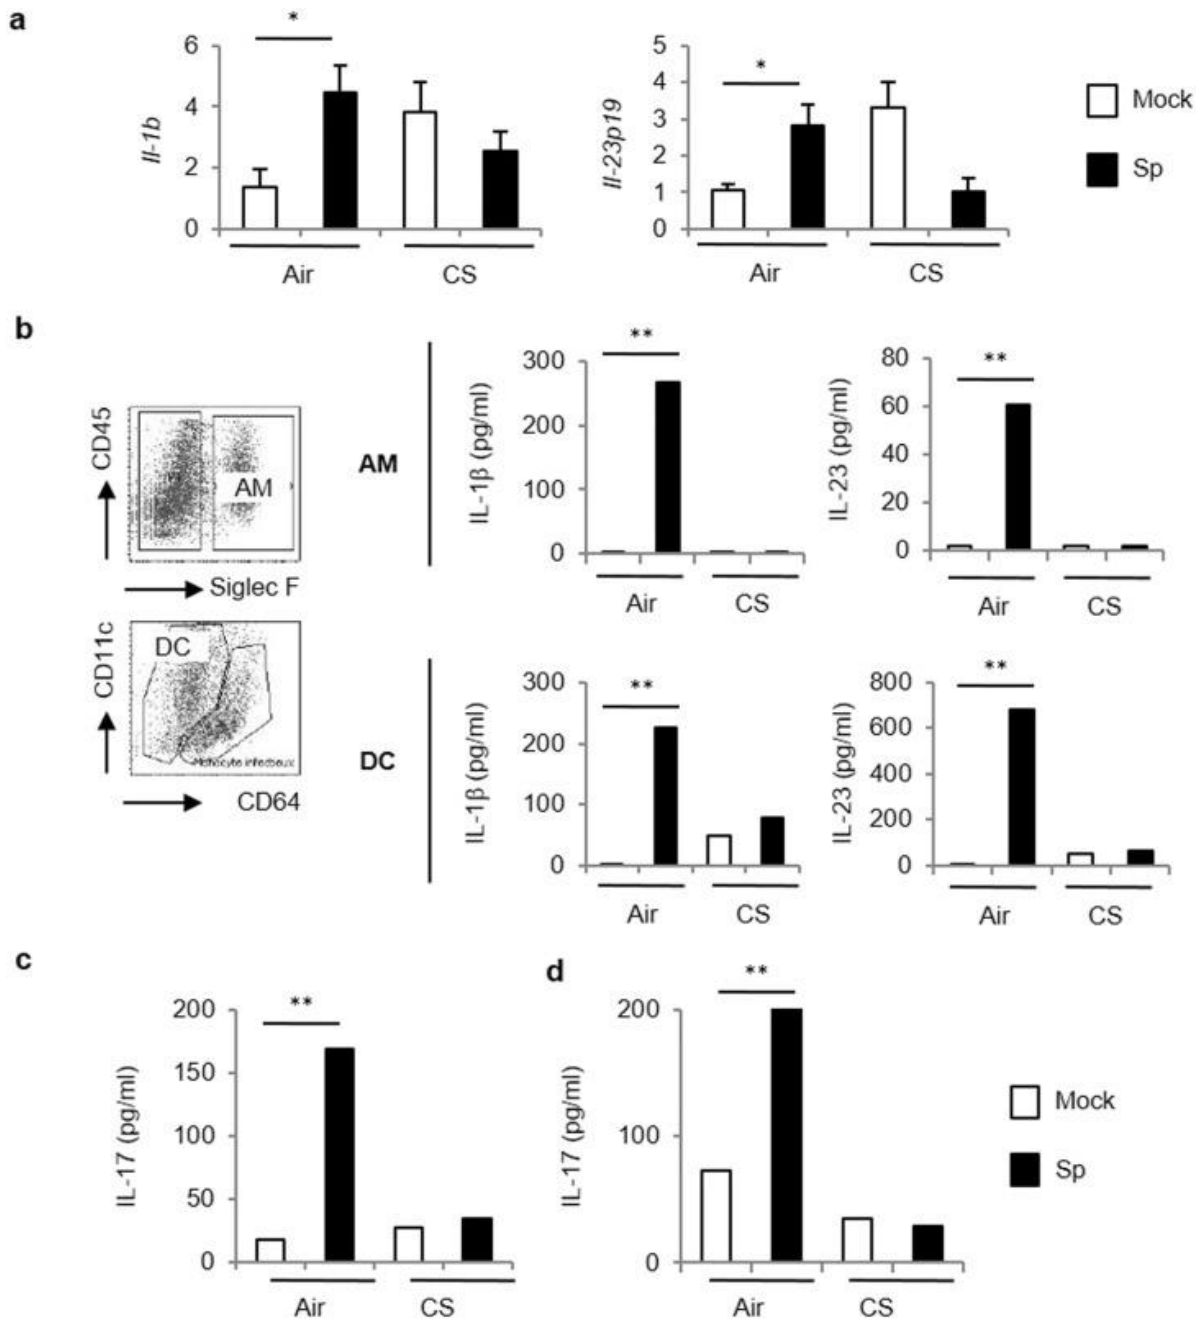 a
*
6
4
2
0
Il-1b
Air
CS
*
5
4
3
2
1
0
Il-23p19
Air
CS
Mock
Sp
b
CD45
AM
Siglec F
CD11c
DC
CD64
AM
**
300
200
100
0
IL-1β (pg/ml)
Air
CS
**
80
60
40
20
0
IL-23 (pg/ml)
Air
CS
DC
**
300
200
100
0
IL-1β (pg/ml)
Air
CS
**
800
600
400
200
0
IL-23 (pg/ml)
Air
CS
c
**
200
150
100
50
0
IL-17 (pg/ml)
Air
CS
d
**
200
100
0
IL-17 (pg/ml)
Air
CS
Mock
Sp